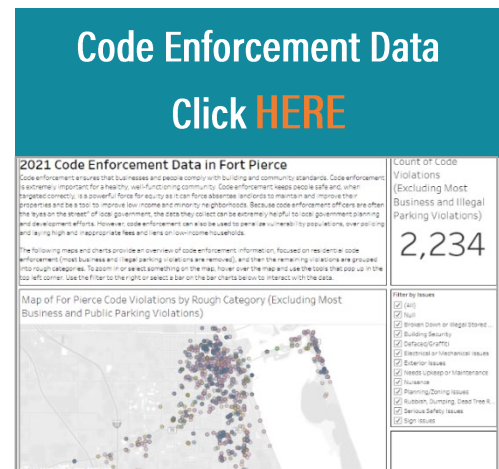 Code Enforcement Data
Click HERE
2021 Code Enforcement Data in Fort Pierce
Code enforcement ensures that businesses and people comply with building and community standards. Code enforcement
is extremely important for a healthy, well-functioning community. Code enforcement keeps people safe and, when
targeted correctly, is a powerful force for equity as it can force absentee landlords to maintain and improve their
properties and be a tool to improve low income and minority neighborhoods. Because code enforcement officers are often
the "eyes on the street" of local government, the data they collect can be extremely helpful to local government planning
and development efforts. However, code enforcement can also be used to penalize vulnerability populations, over policing
and laying high and inappropriate fees and liens on low-income households.
The following maps and charts provide an overview of code enforcement information, focused on residential code
enforcement (most business and illegal parking violations are removed), and then the remaining violations are grouped
into rough categories. To zoom in or select something on the map, hover over the map and use the tools that pop up in the
top left corner. Use the filter to the right or select a bar on the bar charts below to interact with the data.
Count of Code
Violations
(Excluding Most
Business and Illegal
Parking Violations)
2,234
Map of For Pierce Code Violations by Rough Category (Excluding Most
Business and Public Parking Violations)
Filter by Issues
(All)
Null
Broken Down or Illegal Stored ...
Building Security
Defaced/Graffiti
Electrical or Mechanical Issues
Exterior Issues
Needs Upkeep or Maintenance
Nuisance
Planning/Zoning Issues
Rubbish, Dumping, Dead Tree R...
Serious Safety Issues
Sign Issues